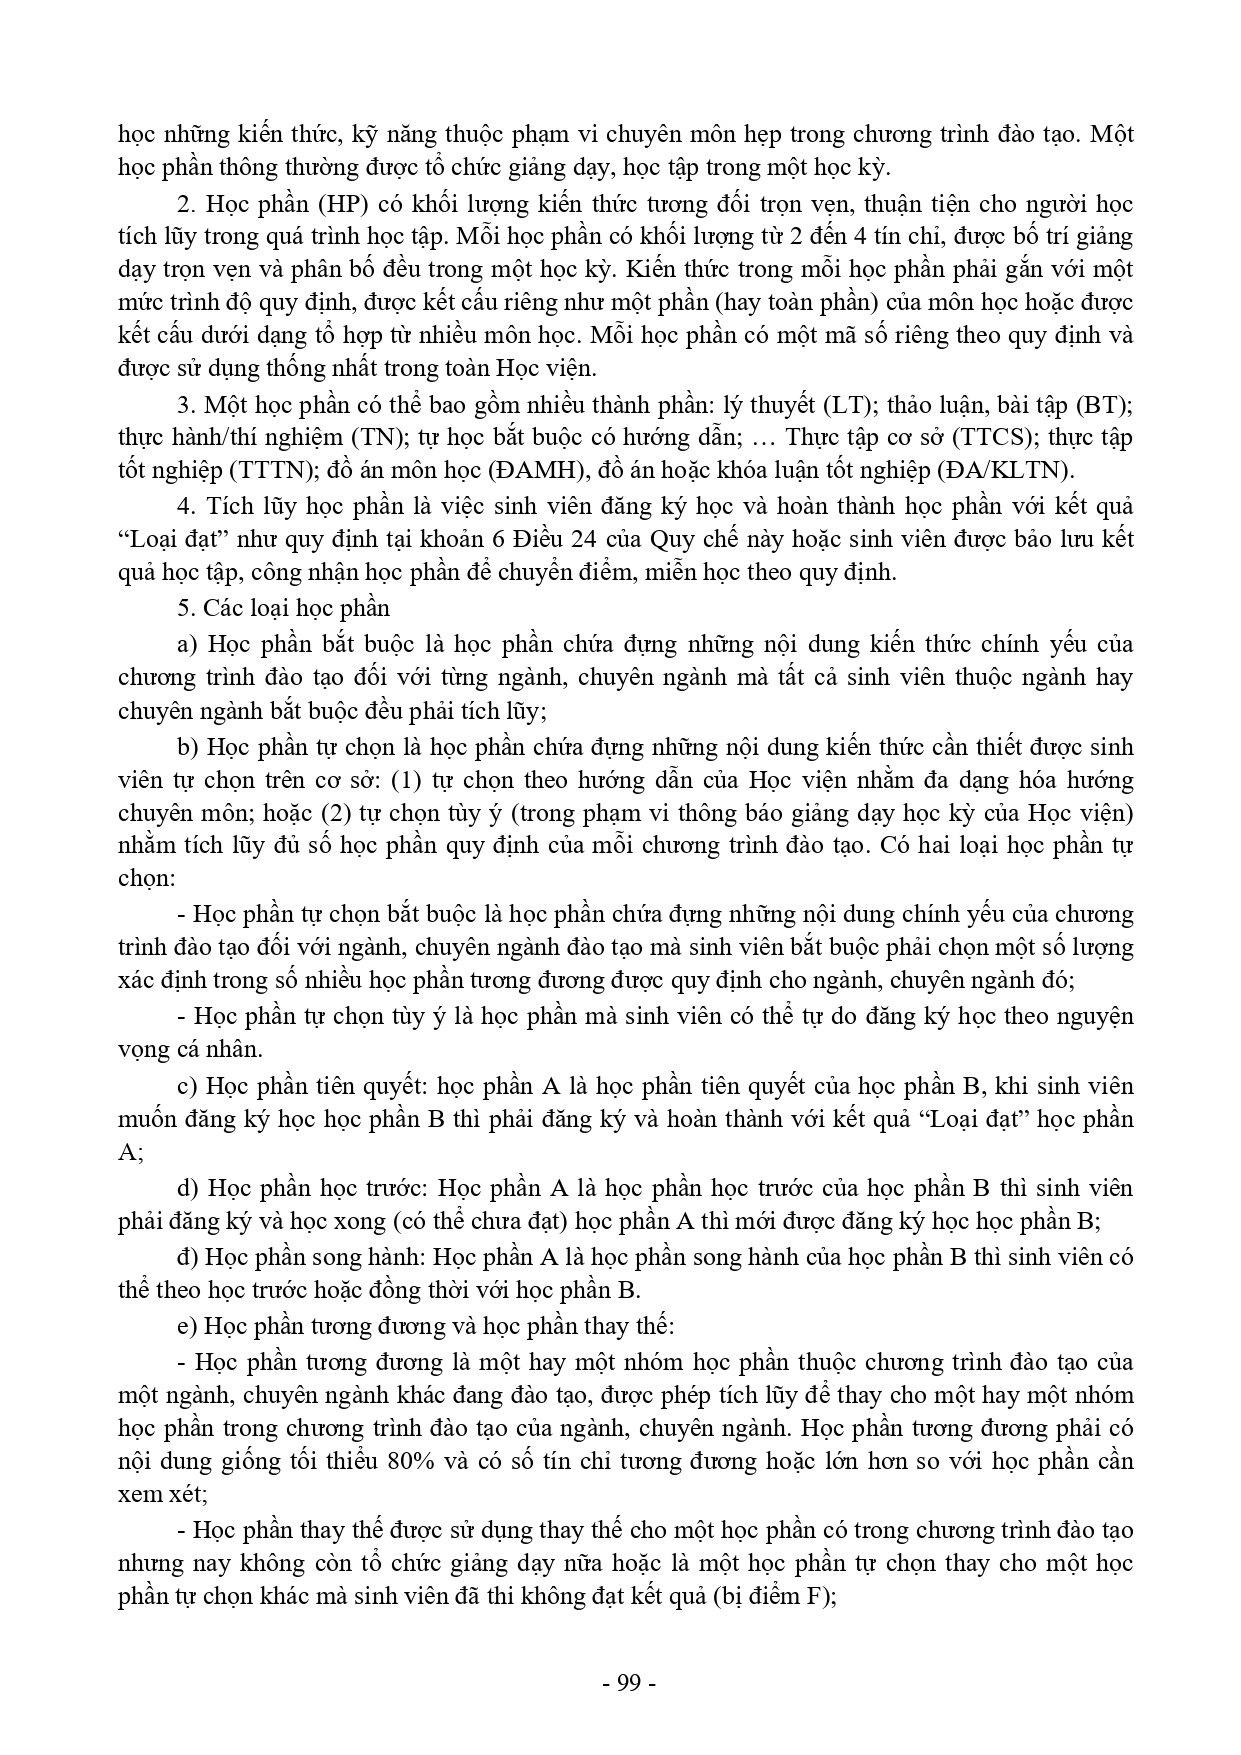 học những kiến thức, kỹ năng thuộc phạm vi chuyên môn hẹp trong chương trình đào tạo. Một
học phần thông thường được tổ chức giảng dạy, học tập trong một học kỳ.
2. Học phần (HP) có khối lượng kiến thức tương đối trọn vẹn, thuận tiện cho người học
tích lũy trong quá trình học tập. Mỗi học phần có khối lượng từ 2 đến 4 tín chỉ, được bố trí giảng
dạy trọn vẹn và phân bố đều trong một học kỳ. Kiến thức trong mỗi học phần phải gắn với một
mức trình độ quy định, được kết cấu riêng như một phần (hay toàn phần) của môn học hoặc được
kết cấu dưới dạng tổ hợp từ nhiều môn học. Mỗi học phần có một mã số riêng theo quy định và
được sử dụng thống nhất trong toàn Học viện.
3. Một học phần có thể bao gồm nhiều thành phần: lý thuyết (LT); thảo luận, bài tập (BT);
thực hành/thí nghiệm (TN); tự học bắt buộc có hướng dẫn; … Thực tập cơ sở (TTCS); thực tập
tốt nghiệp (TTTN); đồ án môn học (ĐAMH), đồ án hoặc khóa luận tốt nghiệp (ĐA/KLTN).
4. Tích lũy học phần là việc sinh viên đăng ký học và hoàn thành học phần với kết quả
“Loại đạt” như quy định tại khoản 6 Điều 24 của Quy chế này hoặc sinh viên được bảo lưu kết
quả học tập, công nhận học phần để chuyển điểm, miễn học theo quy định.
5. Các loại học phần
a) Học phần bắt buộc là học phần chứa đựng những nội dung kiến thức chính yếu của
chương trình đào tạo đối với từng ngành, chuyên ngành mà tất cả sinh viên thuộc ngành hay
chuyên ngành bắt buộc đều phải tích lũy;
b) Học phần tự chọn là học phần chứa đựng những nội dung kiến thức cần thiết được sinh
viên tự chọn trên cơ sở: (1) tự chọn theo hướng dẫn của Học viện nhằm đa dạng hóa hướng
chuyên môn; hoặc (2) tự chọn tùy ý (trong phạm vi thông báo giảng dạy học kỳ của Học viện)
nhằm tích lũy đủ số học phần quy định của mỗi chương trình đào tạo. Có hai loại học phần tự
chọn:
- Học phần tự chọn bắt buộc là học phần chứa đựng những nội dung chính yếu của chương
trình đào tạo đối với ngành, chuyên ngành đào tạo mà sinh viên bắt buộc phải chọn một số lượng
xác định trong số nhiều học phần tương đương được quy định cho ngành, chuyên ngành đó;
- Học phần tự chọn tùy ý là học phần mà sinh viên có thể tự do đăng ký học theo nguyện
vọng cá nhân.
c) Học phần tiên quyết: học phần A là học phần tiên quyết của học phần B, khi sinh viên
muốn đăng ký học học phần B thì phải đăng ký và hoàn thành với kết quả “Loại đạt” học phần
A;
d) Học phần học trước: Học phần A là học phần học trước của học phần B thì sinh viên
phải đăng ký và học xong (có thể chưa đạt) học phần A thì mới được đăng ký học học phần B;
đ) Học phần song hành: Học phần A là học phần song hành của học phần B thì sinh viên có
thể theo học trước hoặc đồng thời với học phần B.
e) Học phần tương đương và học phần thay thế:
- Học phần tương đương là một hay một nhóm học phần thuộc chương trình đào tạo của
một ngành, chuyên ngành khác đang đào tạo, được phép tích lũy để thay cho một hay một nhóm
học phần trong chương trình đào tạo của ngành, chuyên ngành. Học phần tương đương phải có
nội dung giống tối thiểu 80% và có số tín chỉ tương đương hoặc lớn hơn so với học phần cần
xem xét;
- Học phần thay thế được sử dụng thay thế cho một học phần có trong chương trình đào tạo
nhưng nay không còn tổ chức giảng dạy nữa hoặc là một học phần tự chọn thay cho một học
phần tự chọn khác mà sinh viên đã thi không đạt kết quả (bị điểm F);
- 99 -